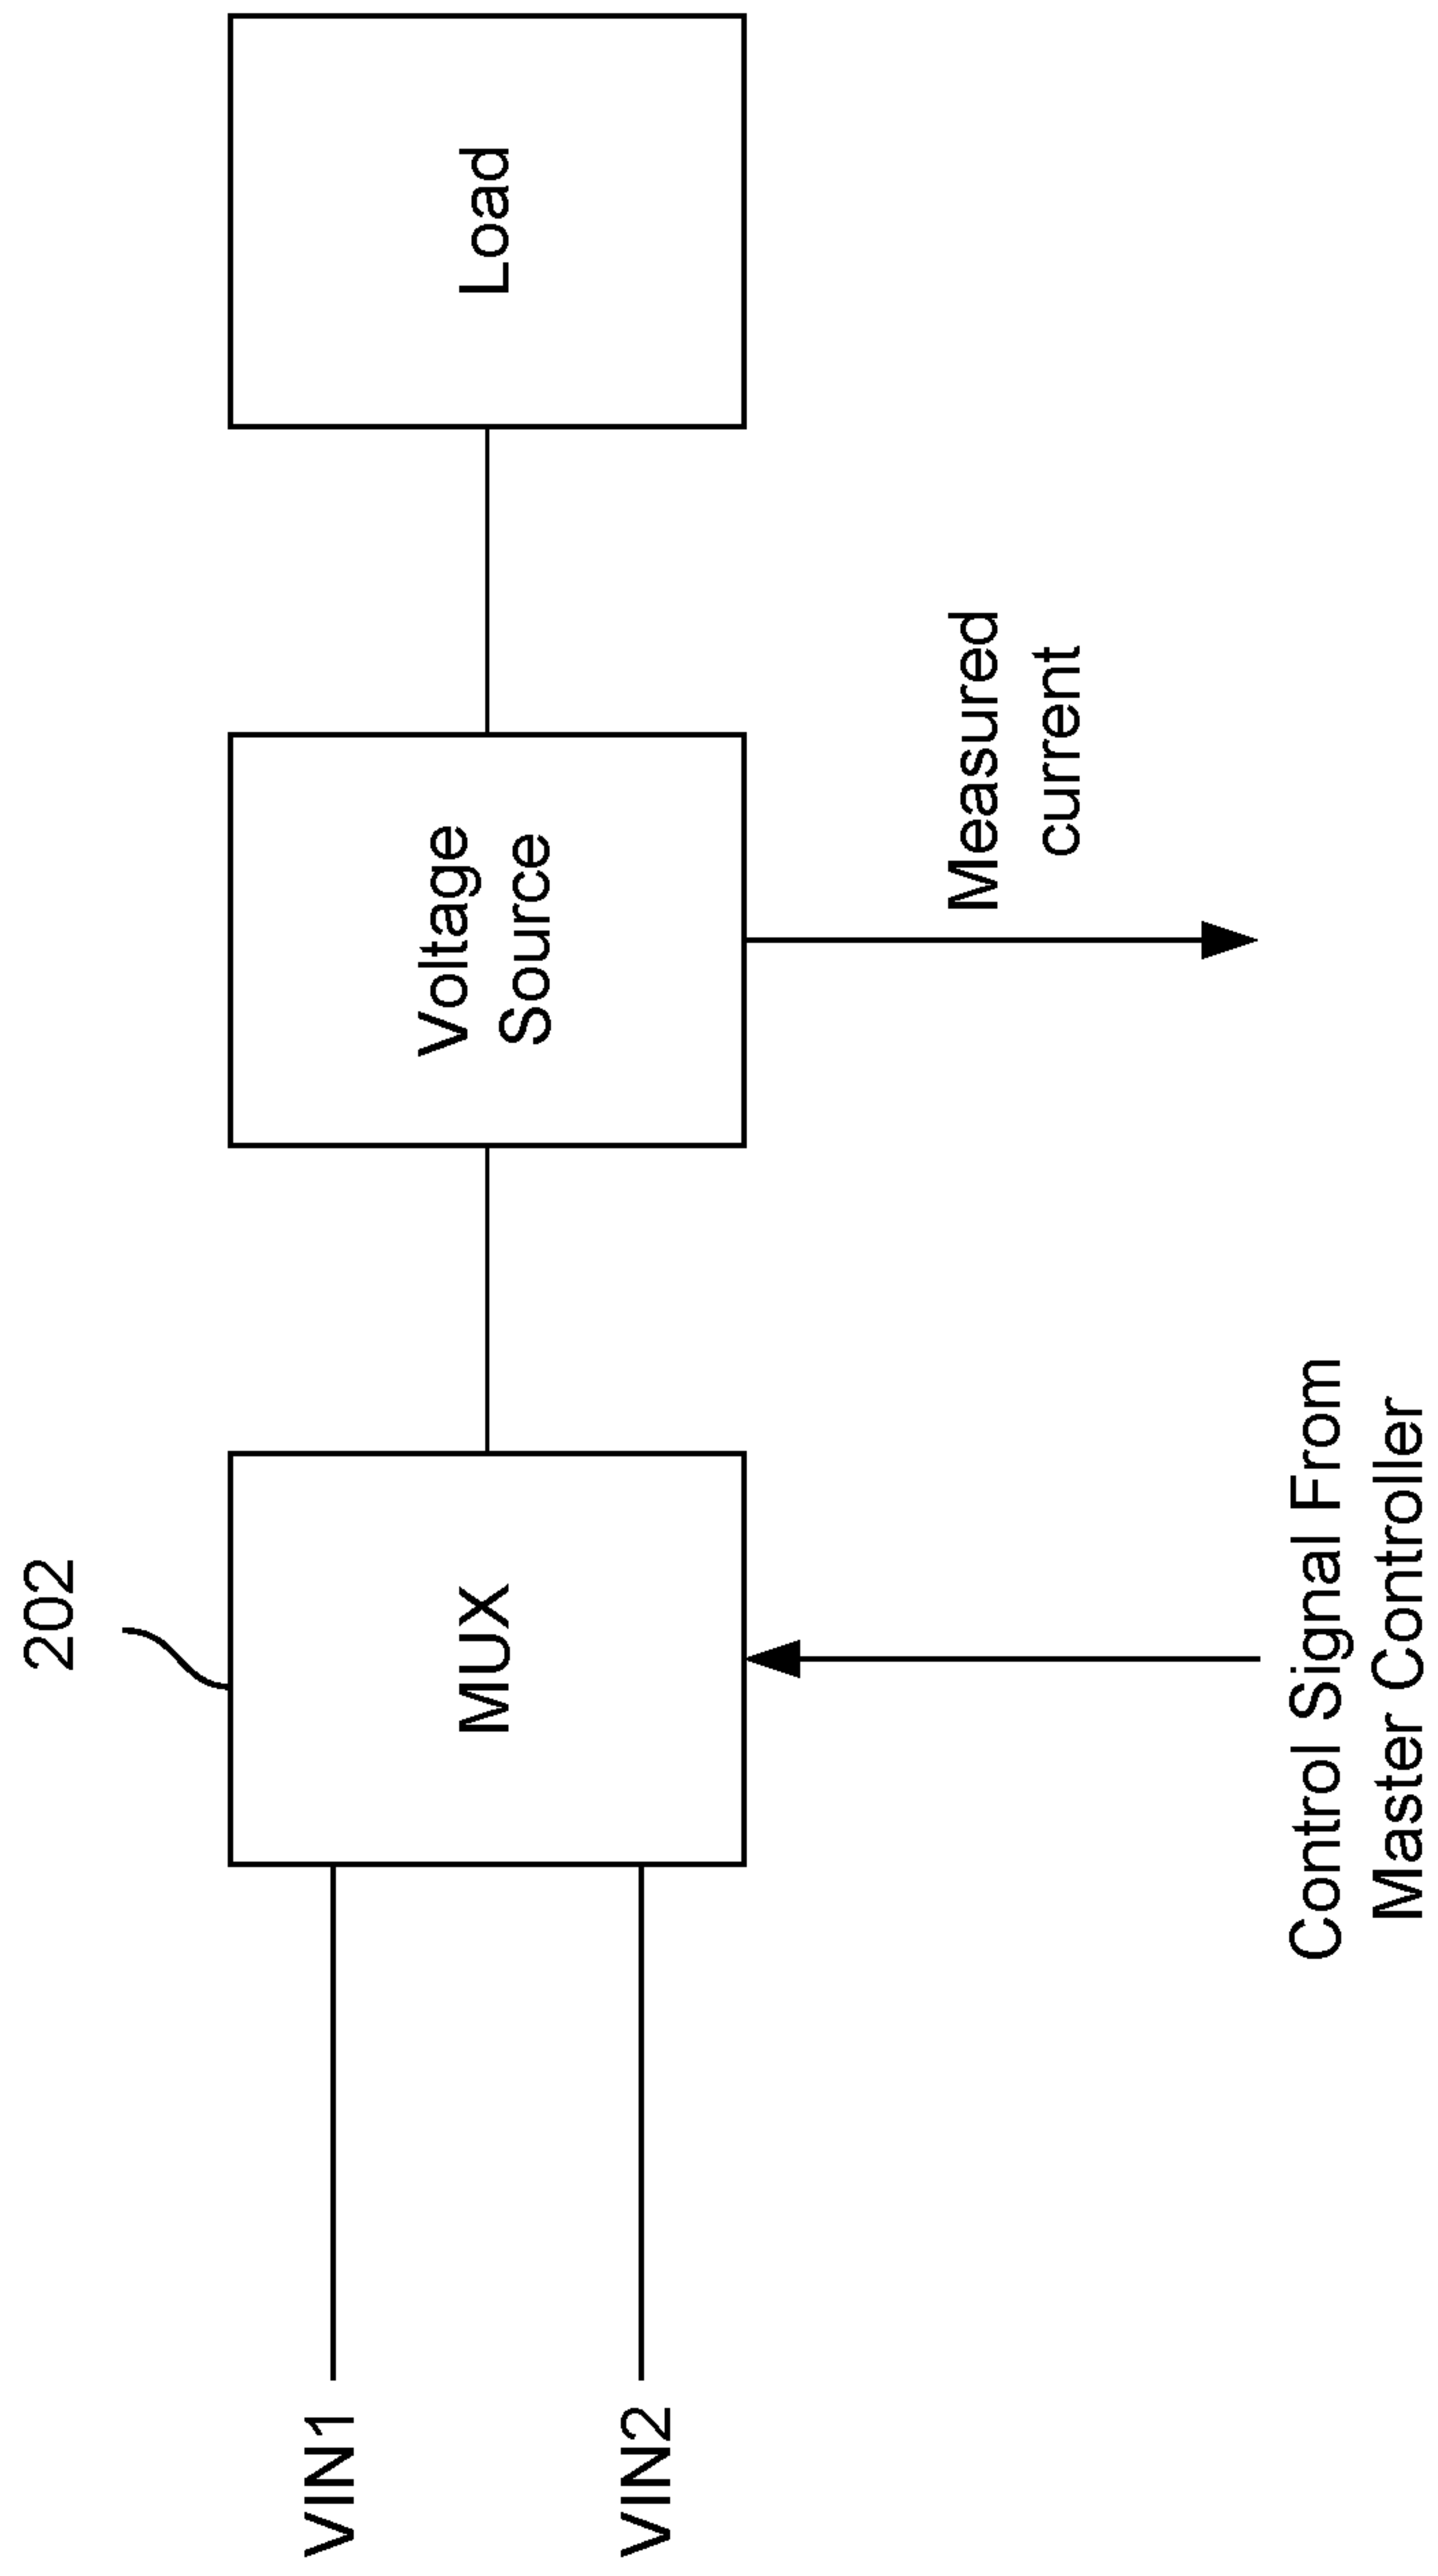 202
VIN1
VIN2
MUX
Voltage
Source
Load
Measured
current
Control Signal From
Master Controller